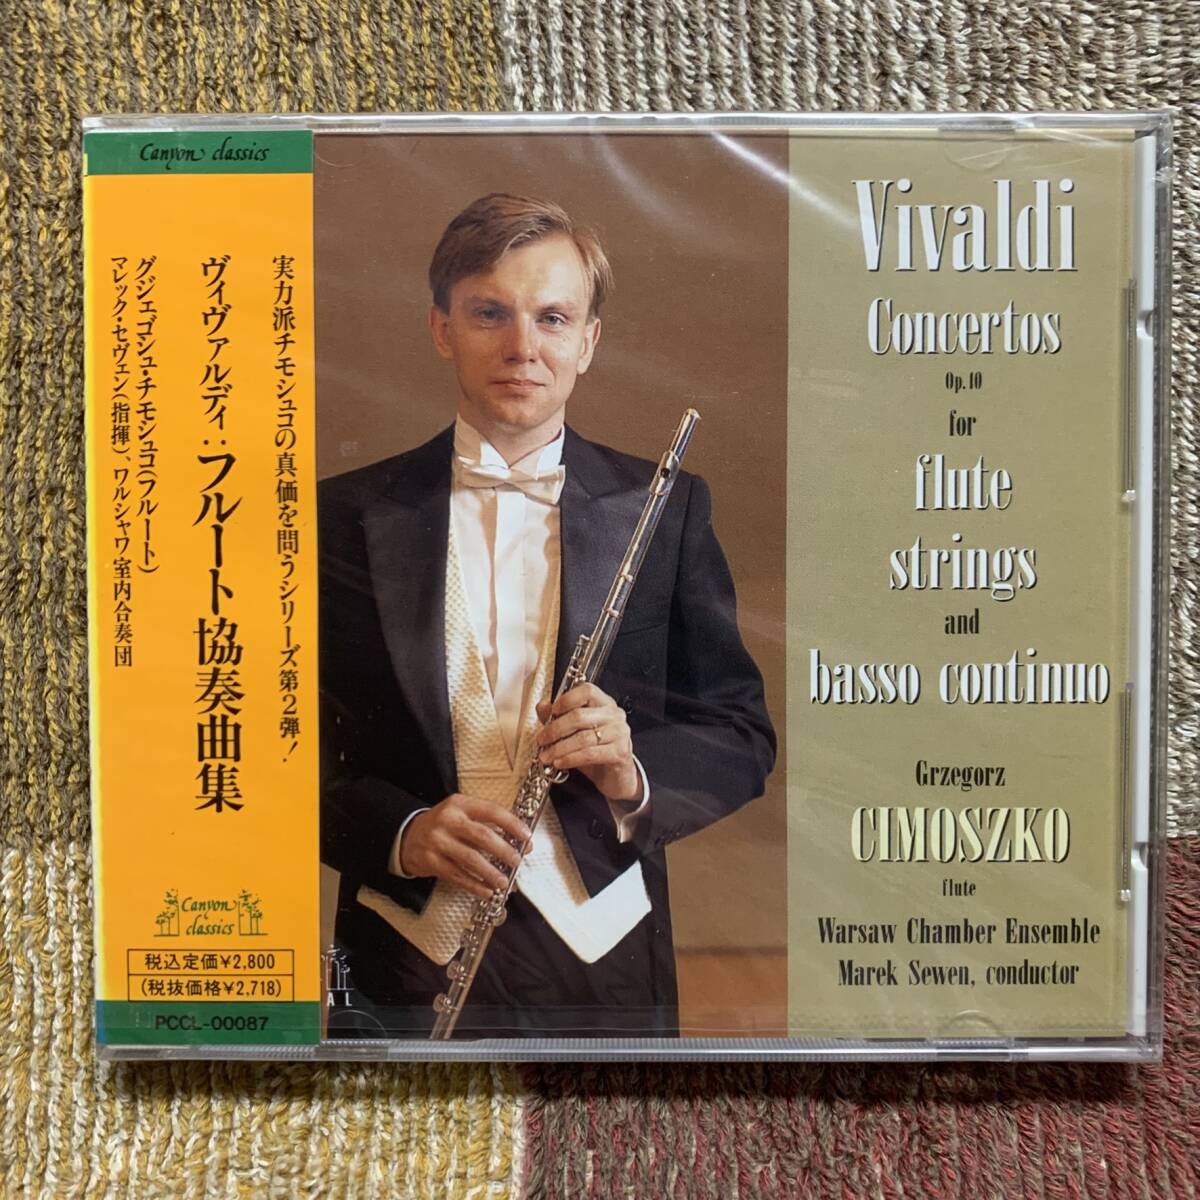 Canyon classics
実力派チモシュコの真価を問うシリーズ第2弾!
ヴィヴァルディ:フルート協奏曲集
グジェゴシュ・チモシュコ(フルート)
マレック・セヴェン(指揮)、ワルシャワ室内合奏団
Canyon
classics
税込定価¥2,800
(税抜価格¥2,718)
PCCL-00087
Vivaldi
Concertos
Op.10
for
flute
strings
and
basso continuo
Grzegorz
CIMOSZKO
flute
Warsaw Chamber Ensemble
Marek Sewen, conductor